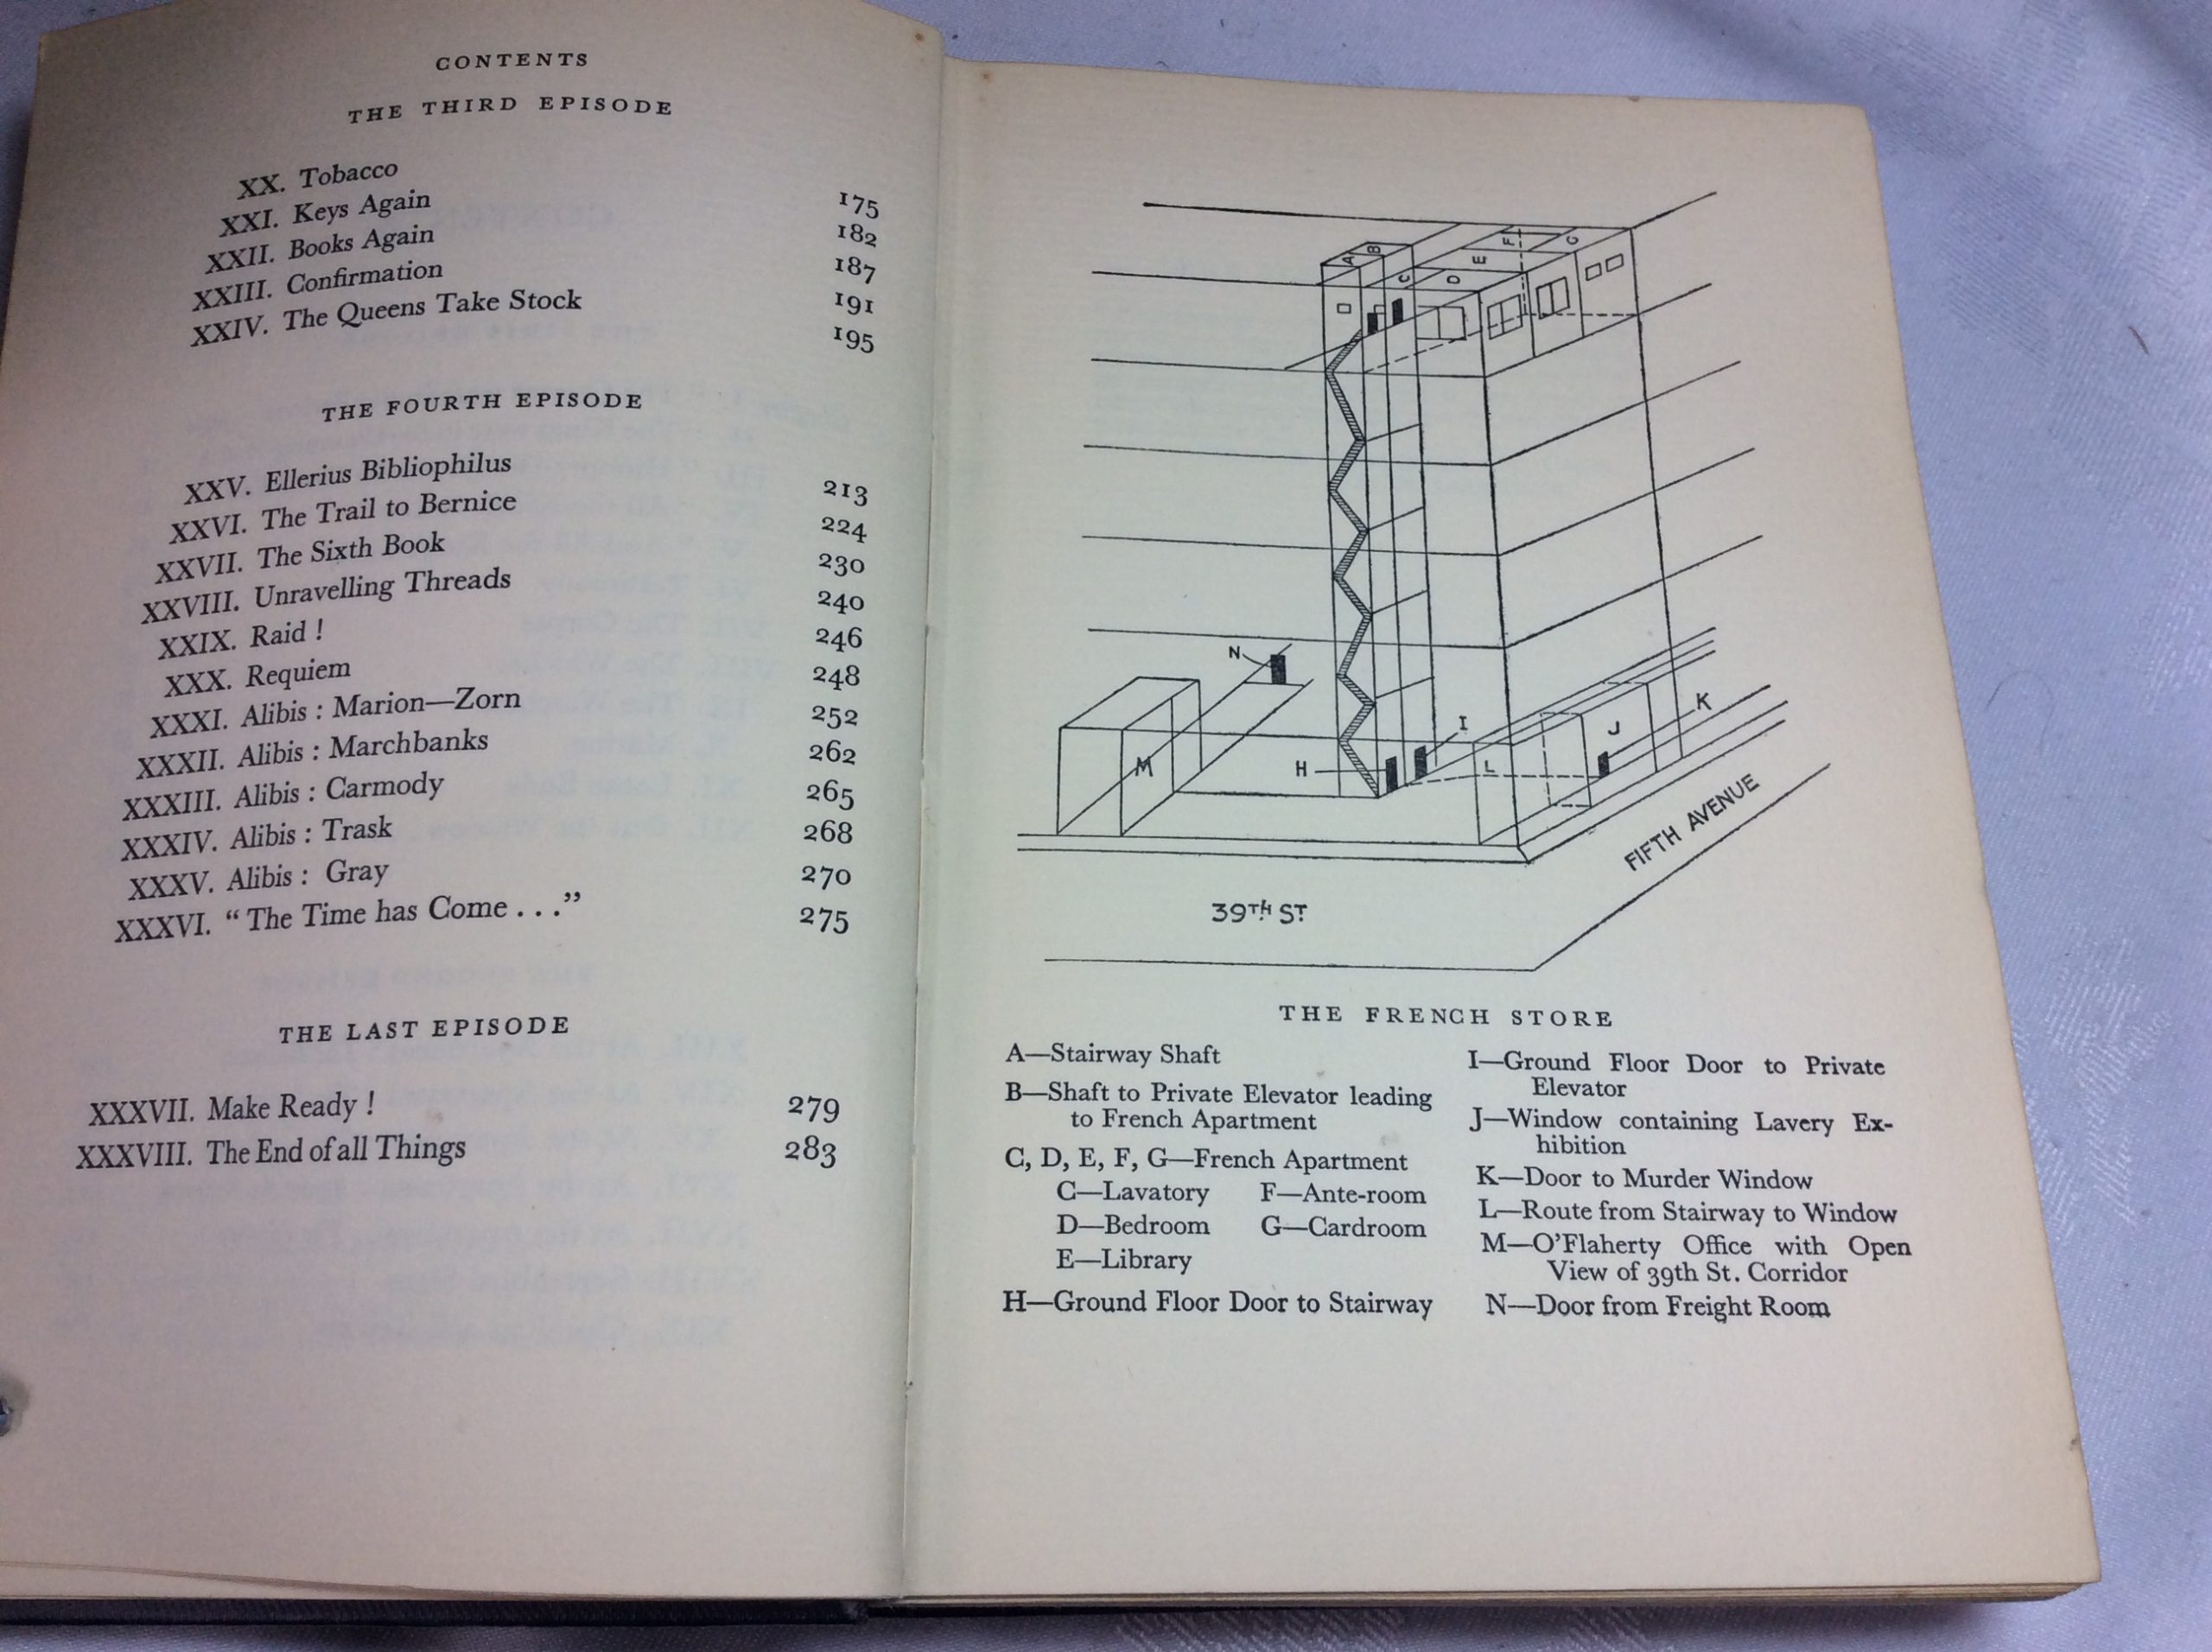 CONTENTS
THE THIRD EPISODE
XX. Tobacco 175
XXI. Keys Again 182
XXII. Books Again 187
XXIII. Confirmation 191
XXIV. The Queens Take Stock 195
THE FOURTH EPISODE
XXV. Ellerius Bibliophilus 213
XXVI. The Trail to Bernice 224
XXVII. The Sixth Book 230
XXVIII. Unravelling Threads 240
XXIX. Raid ! 246
XXX. Requiem 248
XXXI. Alibis : Marion—Zorn 252
XXXII. Alibis : Marchbanks 262
XXXIII. Alibis : Carmody 265
XXXIV. Alibis : Trask 268
XXXV. Alibis : Gray 270
XXXVI. “ The Time has Come . . .” 275
THE LAST EPISODE
XXXVII. Make Ready ! 279
XXXVIII. The End of all Things 283
A B C D E F G G
N
M
H
I
L
J
K
FIFTH AVENUE
39TH ST
THE FRENCH STORE
A—Stairway Shaft
B—Shaft to Private Elevator leading
to French Apartment
C, D, E, F, G—French Apartment
C—Lavatory F—Ante-room
D—Bedroom G—Cardroom
E—Library
H—Ground Floor Door to Stairway
I—Ground Floor Door to Private
Elevator
J—Window containing Lavery Ex-
hibition
K—Door to Murder Window
L—Route from Stairway to Window
M—O’Flaherty Office with Open
View of 39th St. Corridor
N—Door from Freight Room